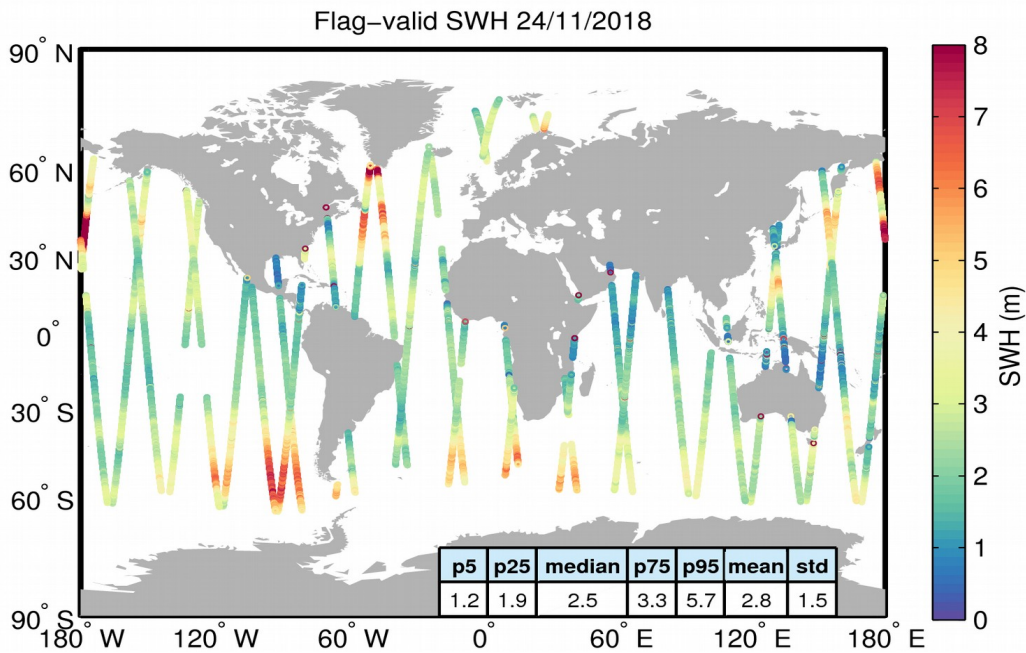 Flag−valid SWH 24/11/2018
90° N
60° N
30° N
0°
30° S
60° S
90° S
180° W
120° W
60° W
0°
60° E
120° E
180° E
8
7
6
5
4
3
2
1
0
SWH (m)
p5 p25 median p75 p95 mean std
1.2 1.9 2.5 3.3 5.7 2.8 1.5